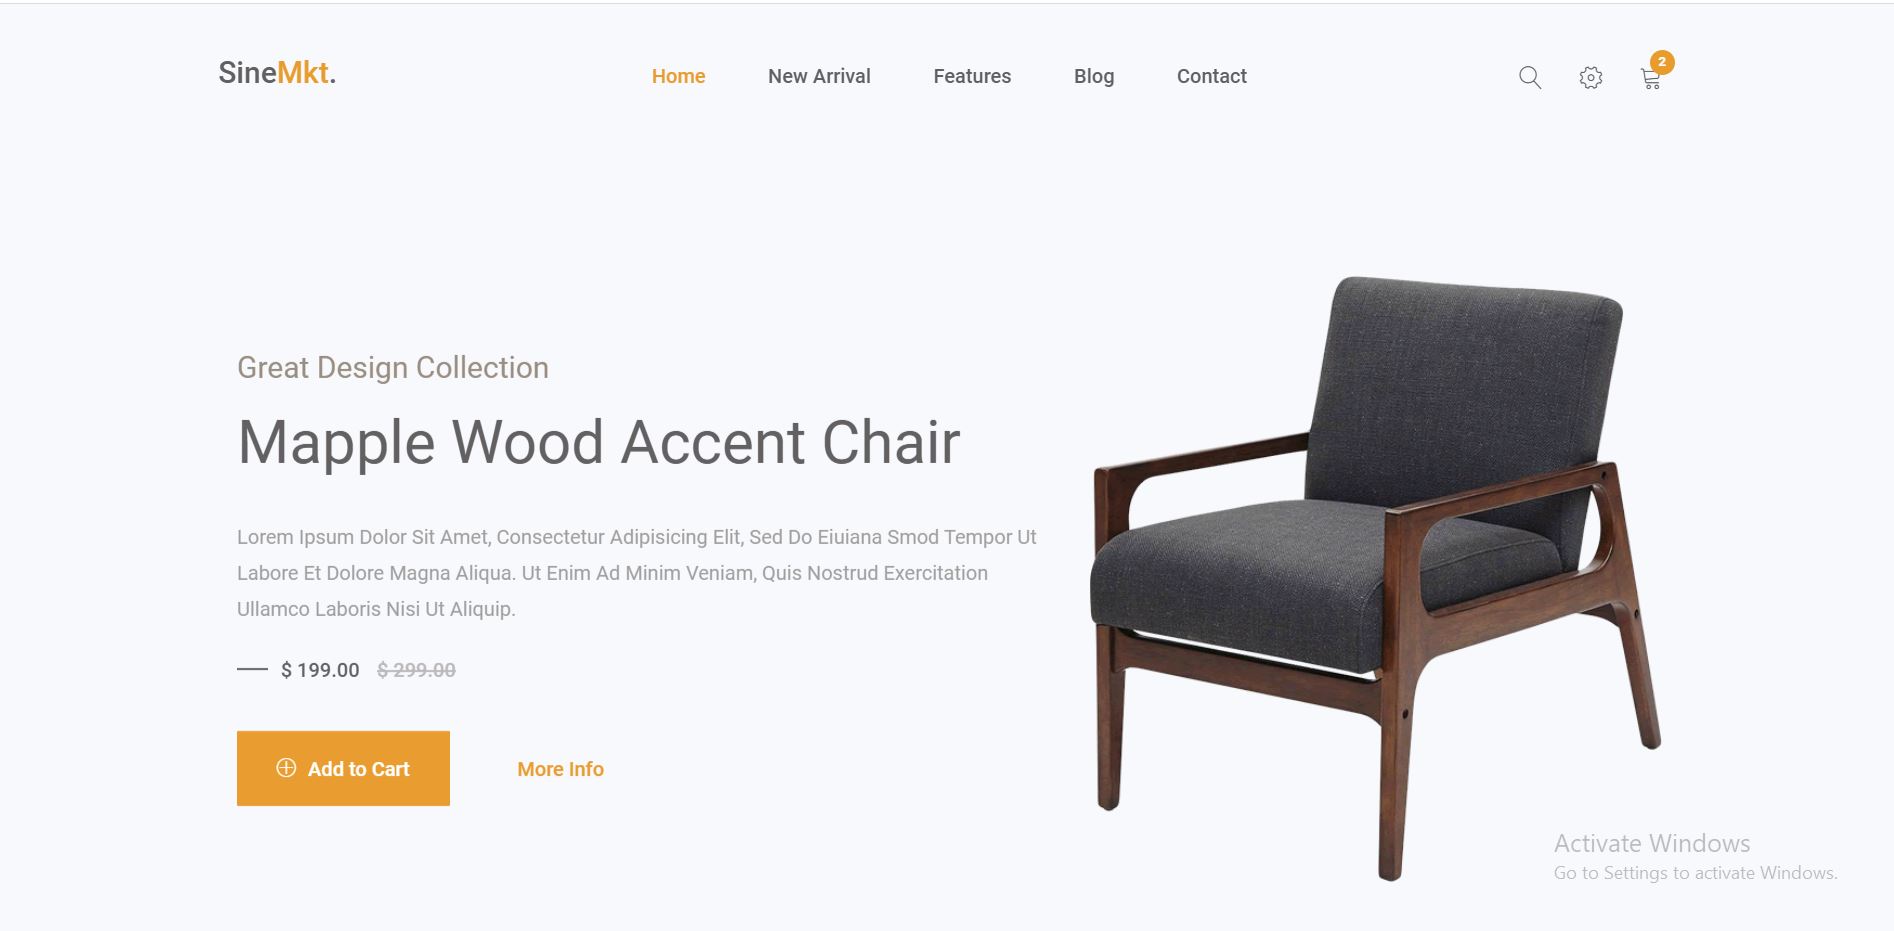 SineMkt.
Home New Arrival Features Blog Contact
2
Great Design Collection
Mapple Wood Accent Chair
Lorem Ipsum Dolor Sit Amet, Consectetur Adipisicing Elit, Sed Do Eiuiana Smod Tempor Ut
Labore Et Dolore Magna Aliqua. Ut Enim Ad Minim Veniam, Quis Nostrud Exercitation
Ullamco Laboris Nisi Ut Aliquip.
$ 199.00 $ 299.00
Add to Cart More Info
Activate Windows
Go to Settings to activate Windows.